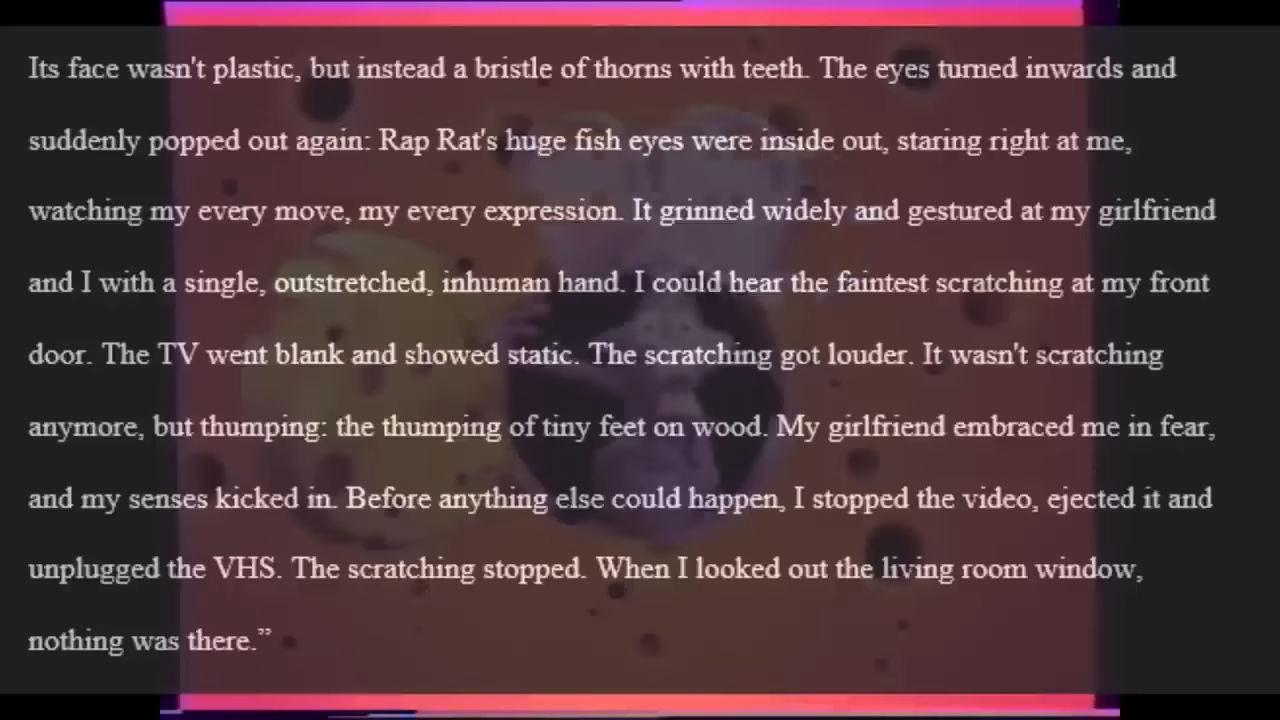 Its face wasn't plastic, but instead a bristle of thorns with teeth. The eyes turned inwards and
suddenly popped out again: Rap Rat's huge fish eyes were inside out, staring right at me,
watching my every move, my every expression. It grinned widely and gestured at my girlfriend
and I with a single, outstretched, inhuman hand. I could hear the faintest scratching at my front
door. The TV went blank and showed static. The scratching got louder. It wasn't scratching
anymore, but thumping: the thumping of tiny feet on wood. My girlfriend embraced me in fear,
and my senses kicked in. Before anything else could happen, I stopped the video, ejected it and
unplugged the VHS. The scratching stopped. When I looked out the living room window,
nothing was there.”